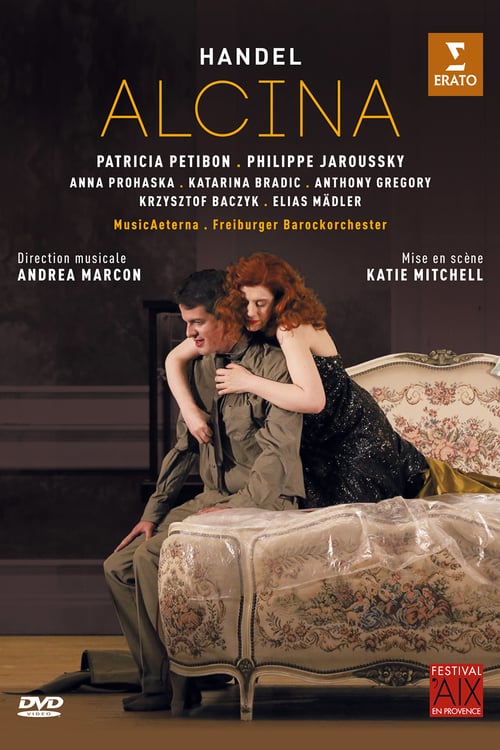 HANDEL
ERATO
ALCINA
PATRICIA PETIBON . PHILIPPE JAROUSSKY
ANNA PROHASKA . KATARINA BRADIC . ANTHONY GREGORY
KRZYSZTOF BACZYK . ELIAS MÄDLER
MusicAeterna . Freiburger Barockorchester
Direction musicale
ANDREA MARCON
Mise en scène
KATIE MITCHELL
FESTIVAL
D'AIX
EN PROVENCE
DVD
VIDEO